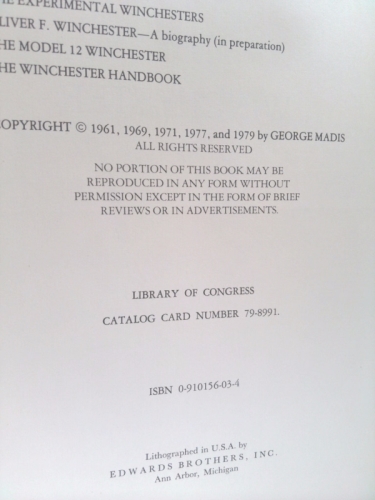 EXPERIMENTAL WINCHESTERS
LIVER F. WINCHESTER—A biography (in preparation)
HE MODEL 12 WINCHESTER
HE WINCHESTER HANDBOOK
OPYRIGHT © 1961, 1969, 1971, 1977, and 1979 by GEORGE MADIS
ALL RIGHTS RESERVED
NO PORTION OF THIS BOOK MAY BE
REPRODUCED IN ANY FORM WITHOUT
PERMISSION EXCEPT IN THE FORM OF BRIEF
REVIEWS OR IN ADVERTISEMENTS.
LIBRARY OF CONGRESS
CATALOG CARD NUMBER 79-8991.
ISBN 0-910156-03-4
Lithographed in U.S.A. by
EDWARDS BROTHERS, INC.
Ann Arbor, Michigan